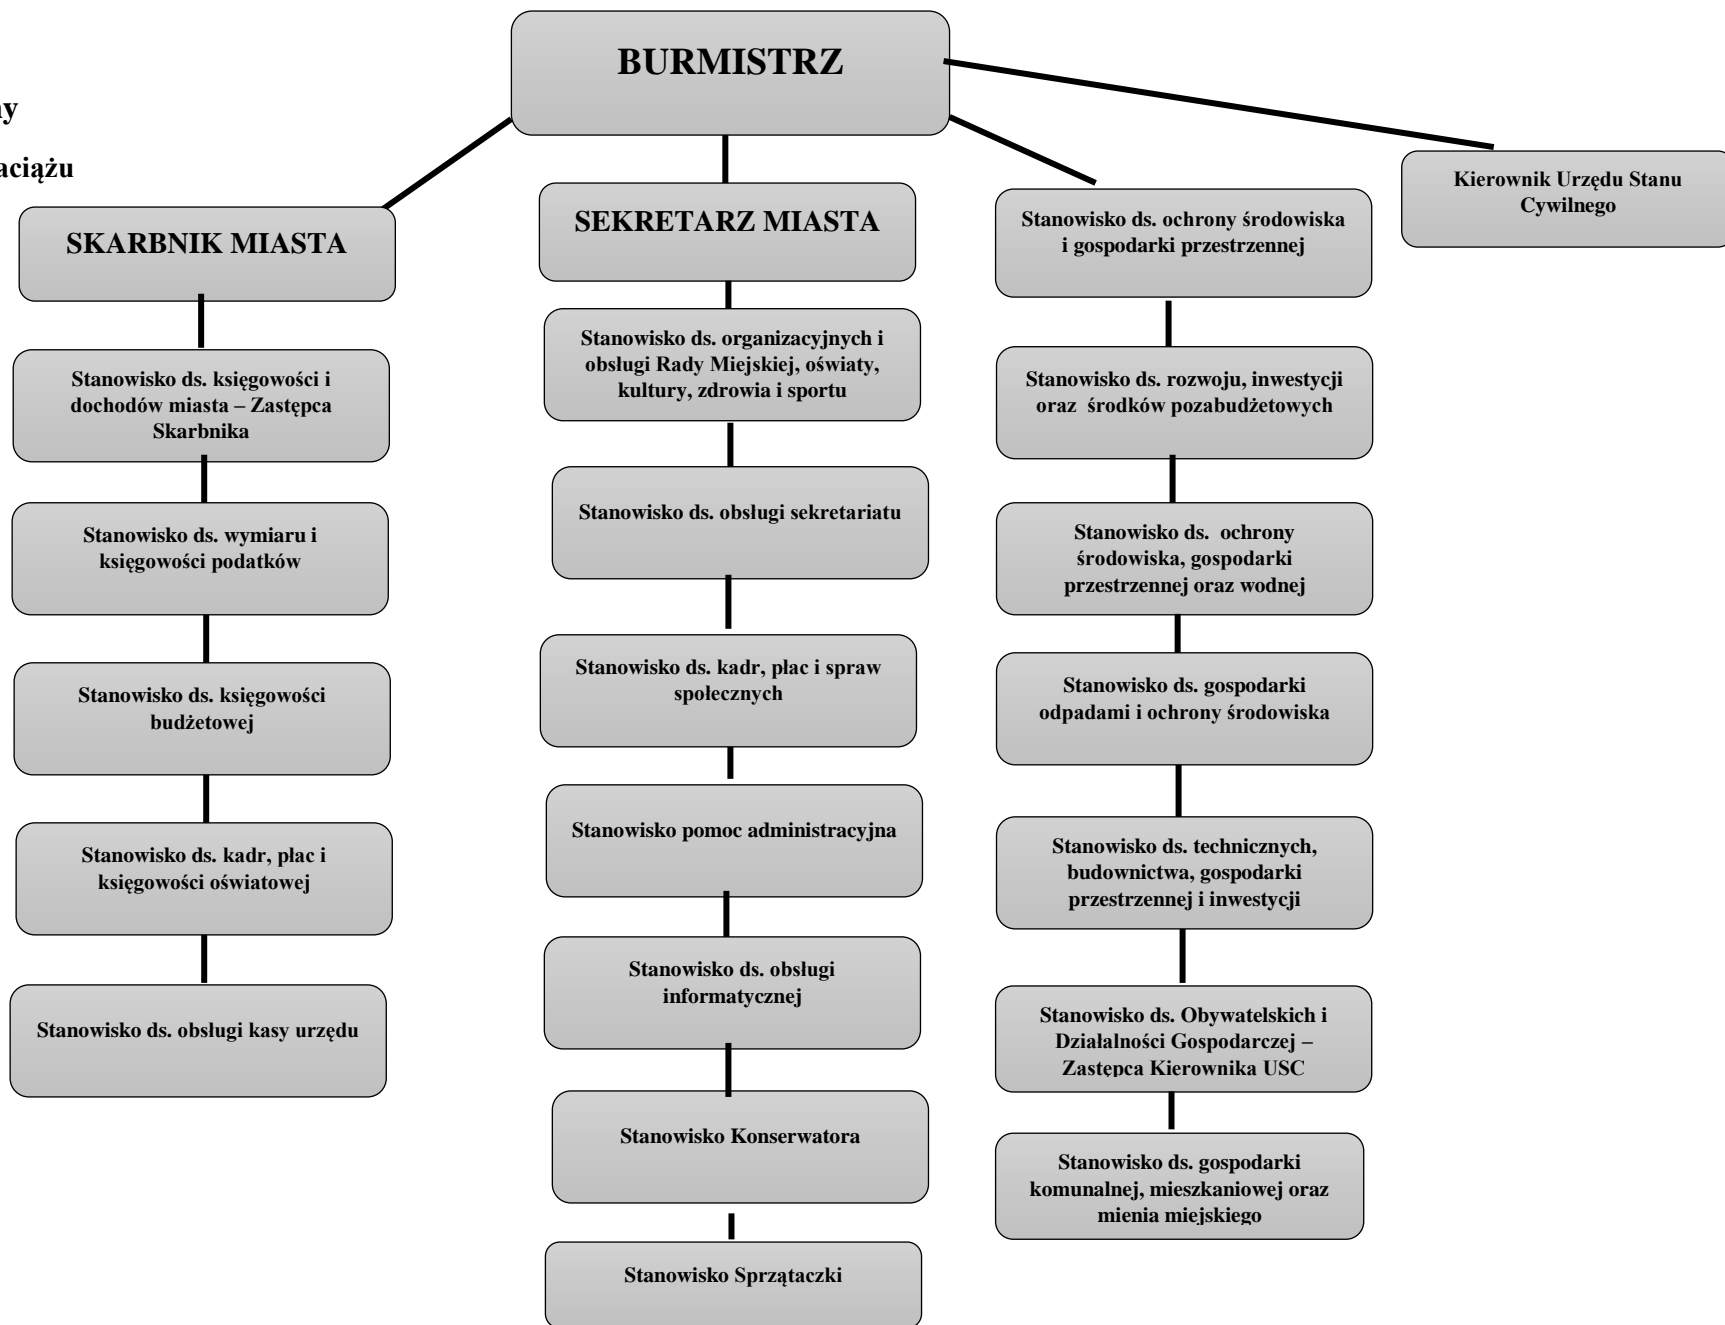 BURMISTRZ
aciążu
Kierownik Urzędu Stanu
Cywilnego
SKARBNIK MIASTA
SEKRETARZ MIASTA
Stanowisko ds. ochrony środowiska
i gospodarki przestrzennej
Stanowisko ds. księgowości i
dochodów miasta – Zastępca
Skarbnika
Stanowisko ds. wymiaru i
księgowości podatków
Stanowisko ds. księgowości
budżetowej
Stanowisko ds. kadr, płac i
księgowości oświatowej
Stanowisko ds. obsługi kasy urzędu
Stanowisko ds. organizacyjnych i
obsługi Rady Miejskiej, oświaty,
kultury, zdrowia i sportu
Stanowisko ds. obsługi sekretariatu
Stanowisko ds. kadr, płac i spraw
społecznych
Stanowisko pomoc administracyjna
Stanowisko ds. obsługi
informatycznej
Stanowisko Konserwatora
Stanowisko Sprzątaczki
Stanowisko ds. rozwoju, inwestycji
oraz środków pozabudżetowych
Stanowisko ds. ochrony
środowiska, gospodarki
przestrzennej oraz wodnej
Stanowisko ds. gospodarki
odpadami i ochrony środowiska
Stanowisko ds. technicznych,
budownictwa, gospodarki
przestrzennej i inwestycji
Stanowisko ds. Obywatelskich i
Działalności Gospodarczej –
Zastępca Kierownika USC
Stanowisko ds. gospodarki
komunalnej, mieszkaniowej oraz
mienia miejskiego